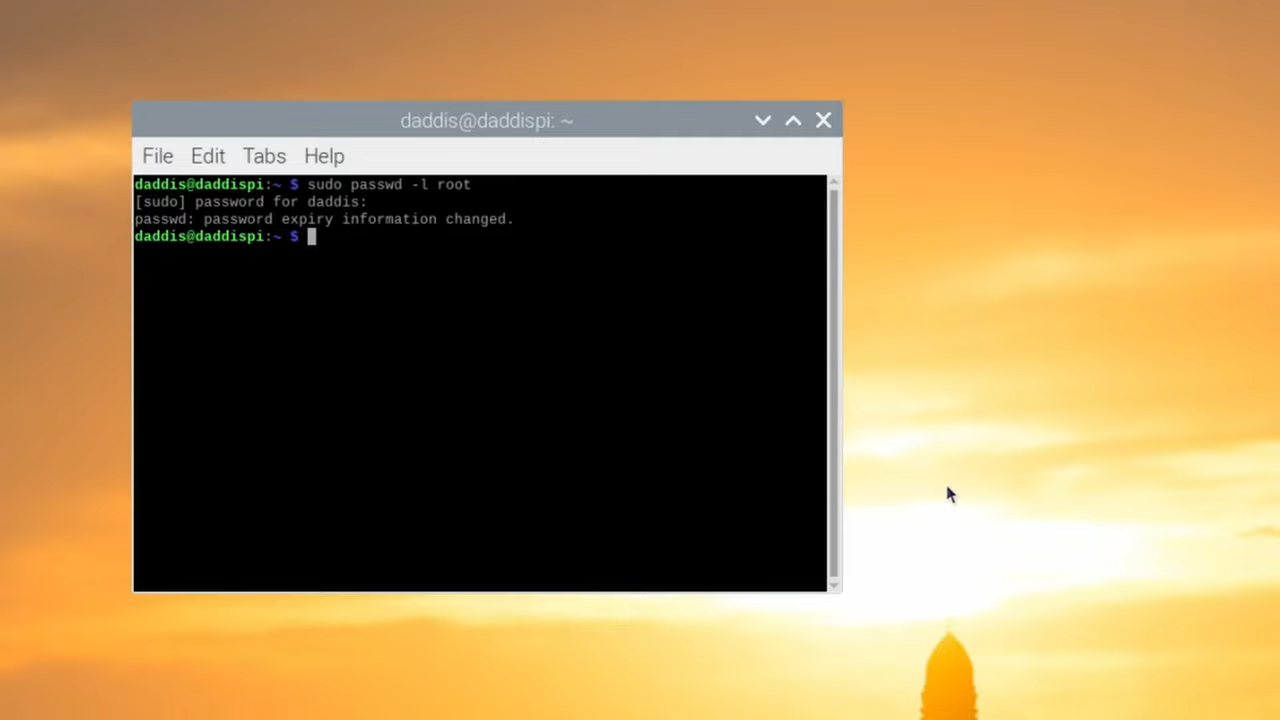 daddis@daddispi: ~
File Edit Tabs Help
daddis@daddispi:~ $ sudo passwd -l root
[sudo] password for daddis:
passwd: password expiry information changed.
daddis@daddispi:~ $